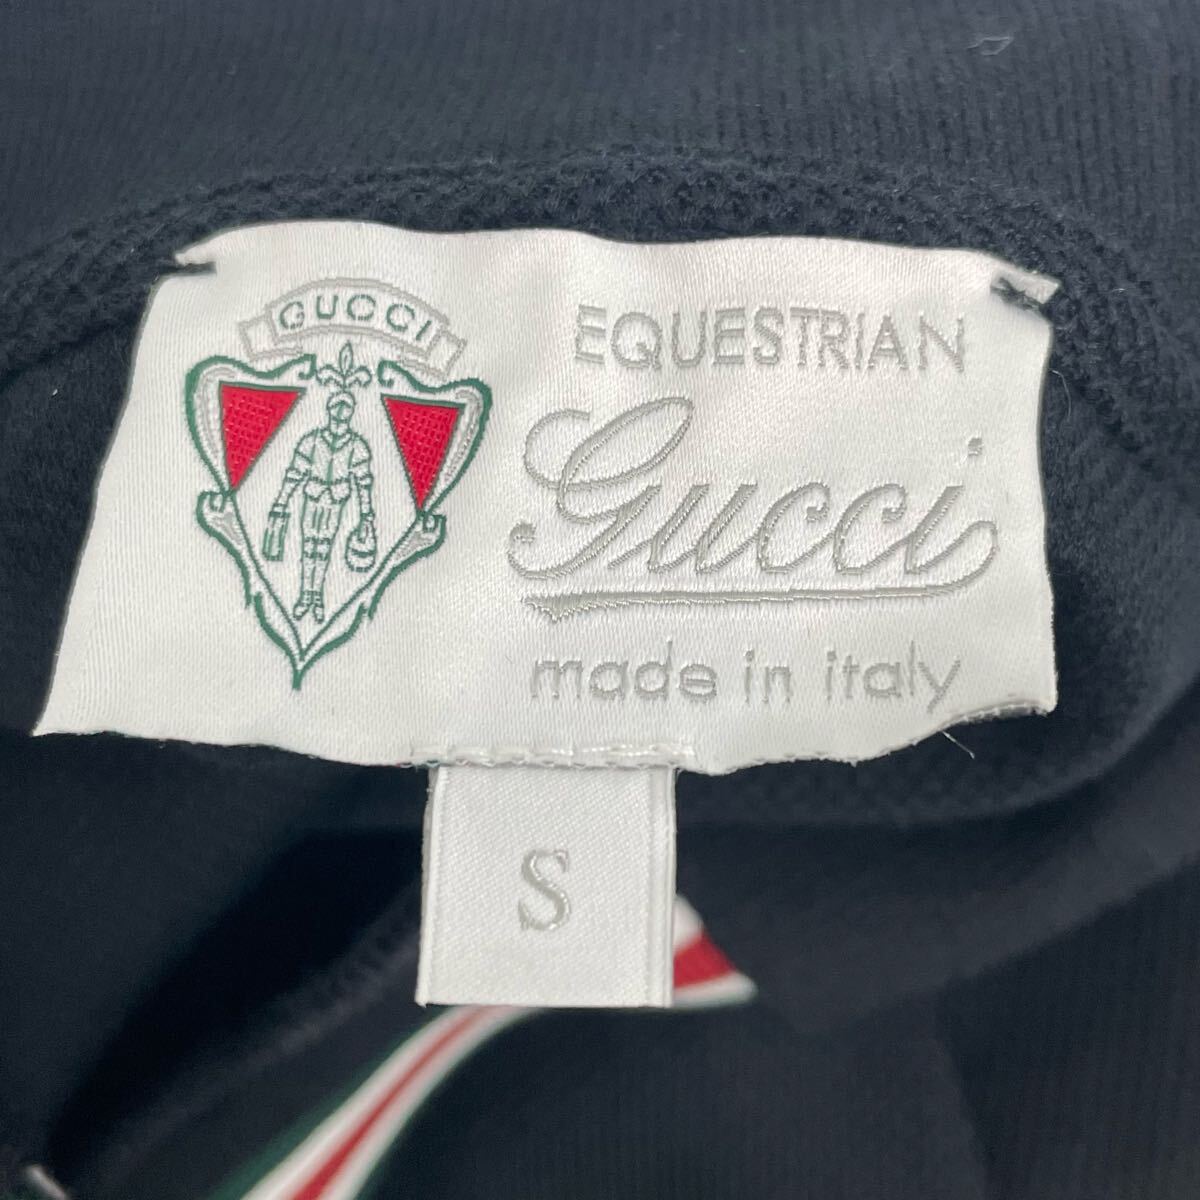 GUCCI
EQUESTRIAN
Gucci
made in italy
S